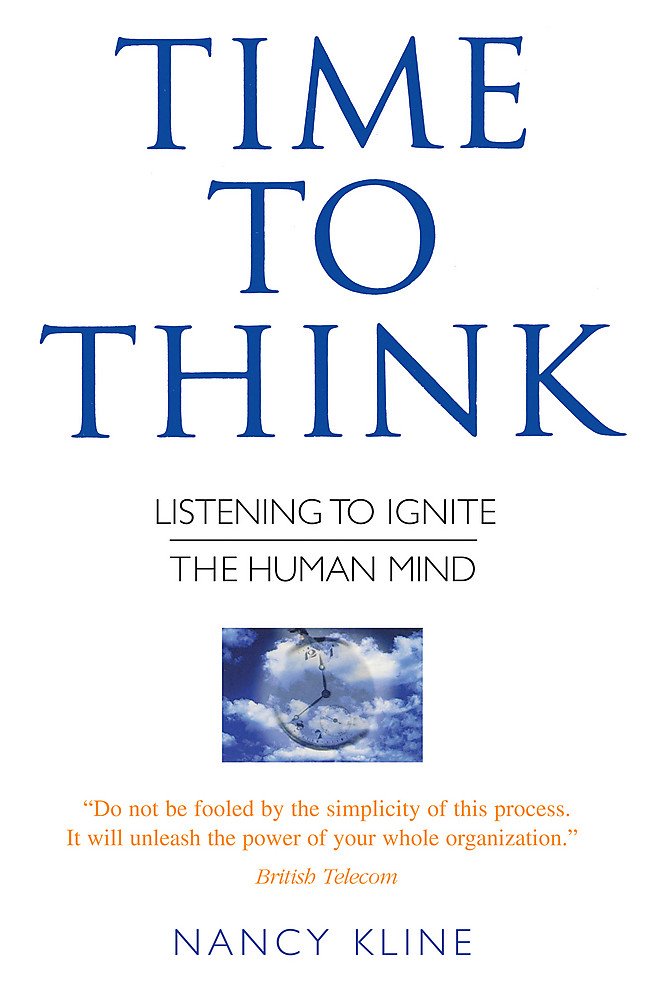 TIME
TO
THINK
LISTENING TO IGNITE
THE HUMAN MIND
“Do not be fooled by the simplicity of this process.
It will unleash the power of your whole organization.”
British Telecom
NANCY KLINE